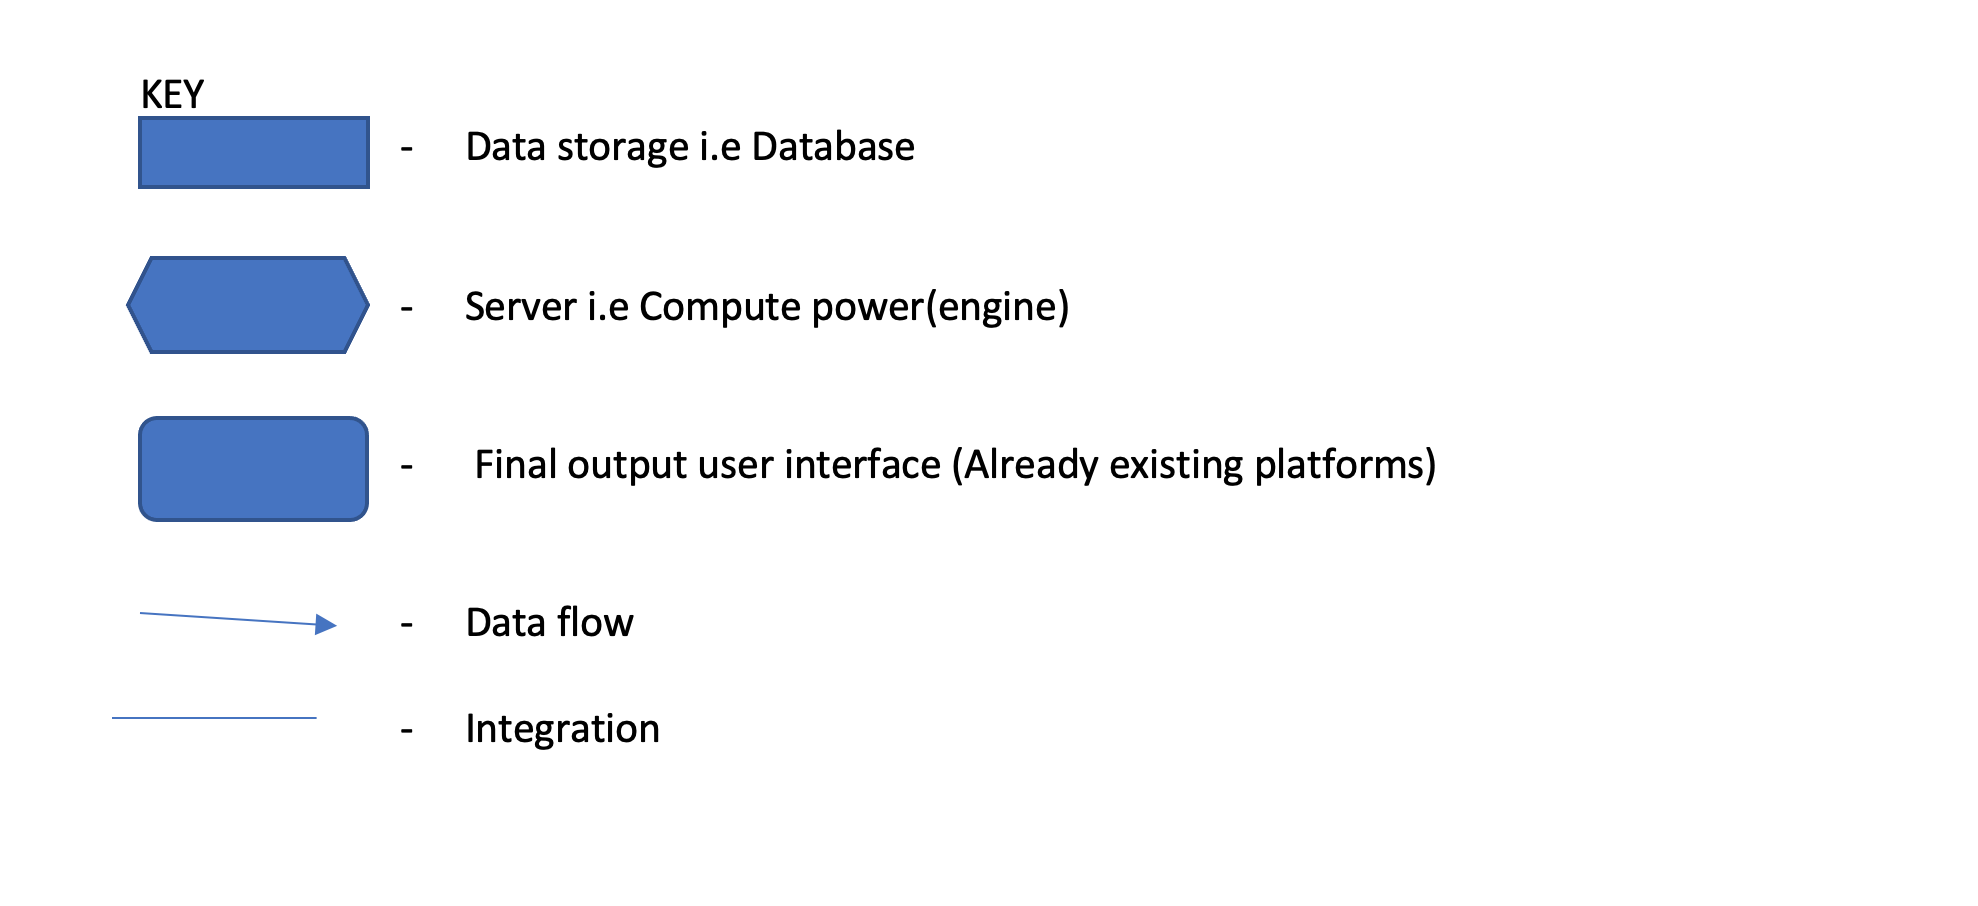 KEY
- Data storage i.e Database
- Server i.e Compute power(engine)
- Final output user interface (Already existing platforms)
- Data flow
- Integration